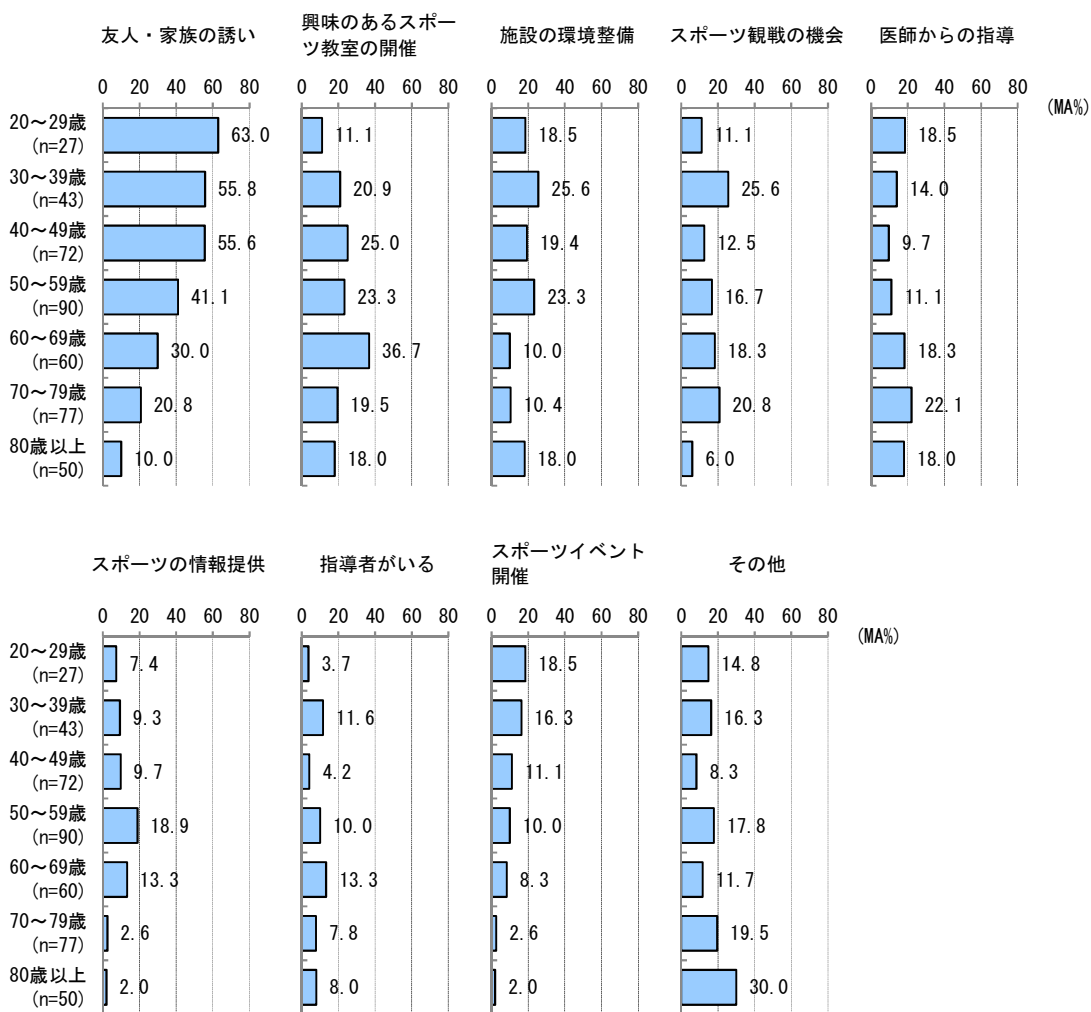 友人・家族の誘い
興味のあるスポー
ツ教室の開催
施設の環境整備
スポーツ観戦の機会
医師からの指導
0 20 40 60 80
0 20 40 60 80
0 20 40 60 80
0 20 40 60 80
0 20 40 60 80
(MA%)
20～29歳
(n=27)
63.0
11.1
18.5
11.1
18.5
30～39歳
(n=43)
55.8
20.9
25.6
25.6
14.0
40～49歳
(n=72)
55.6
25.0
19.4
12.5
9.7
50～59歳
(n=90)
41.1
23.3
23.3
16.7
11.1
60～69歳
(n=60)
30.0
36.7
10.0
18.3
18.3
70～79歳
(n=77)
20.8
19.5
10.4
20.8
22.1
80歳以上
(n=50)
10.0
18.0
18.0
6.0
18.0
スポーツの情報提供
指導者がいる
スポーツイベント
開催
その他
0 20 40 60 80
0 20 40 60 80
0 20 40 60 80
0 20 40 60 80
(MA%)
20～29歳
(n=27)
7.4
3.7
18.5
14.8
30～39歳
(n=43)
9.3
11.6
16.3
16.3
40～49歳
(n=72)
9.7
4.2
11.1
8.3
50～59歳
(n=90)
18.9
10.0
10.0
17.8
60～69歳
(n=60)
13.3
13.3
8.3
11.7
70～79歳
(n=77)
2.6
7.8
2.6
19.5
80歳以上
(n=50)
2.0
8.0
2.0
30.0